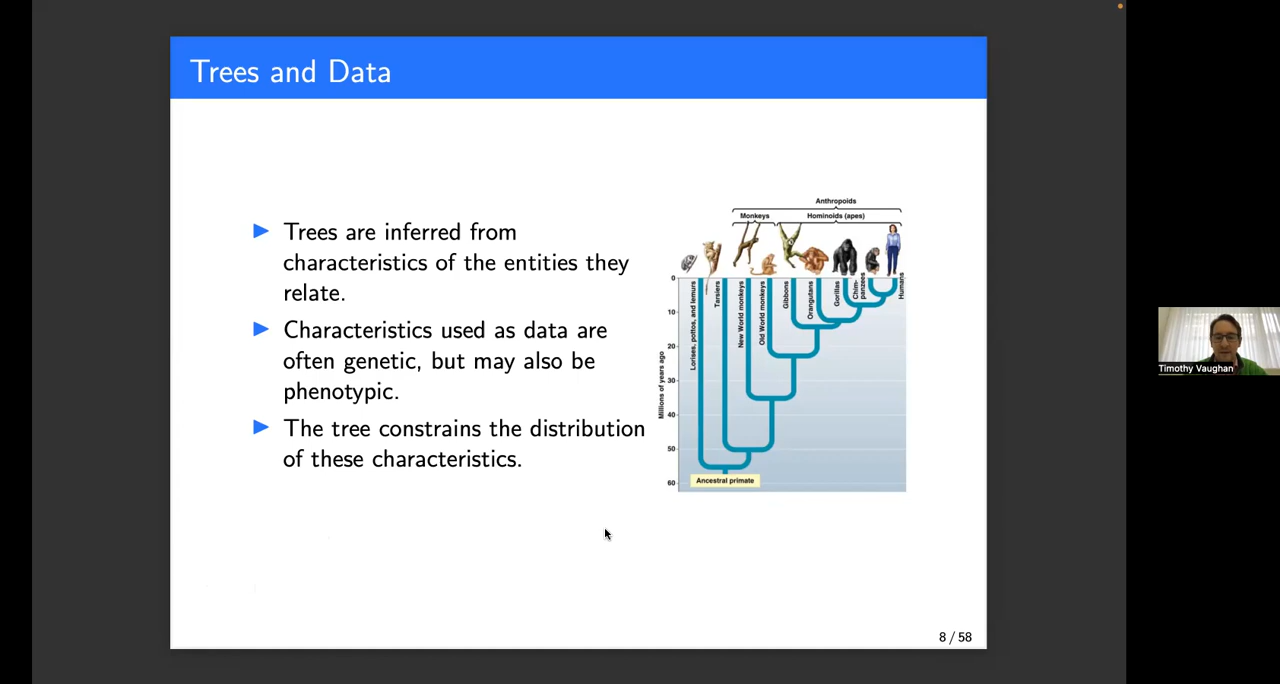 Trees and Data
Trees are inferred from
characteristics of the entities they
relate.
Characteristics used as data are
often genetic, but may also be
phenotypic.
The tree constrains the distribution
of these characteristics.
Anthropoids
Monkeys
Hominoids (apes)
0
10
20
30
40
50
60
Millions of years ago
Lorises, pottos, and lemurs
Tarsiers
New World monkeys
Old World monkeys
Gibbons
Orangutans
Gorillas
Chim-
panzees
Humans
Ancestral primate
8 / 58
Timothy Vaughan